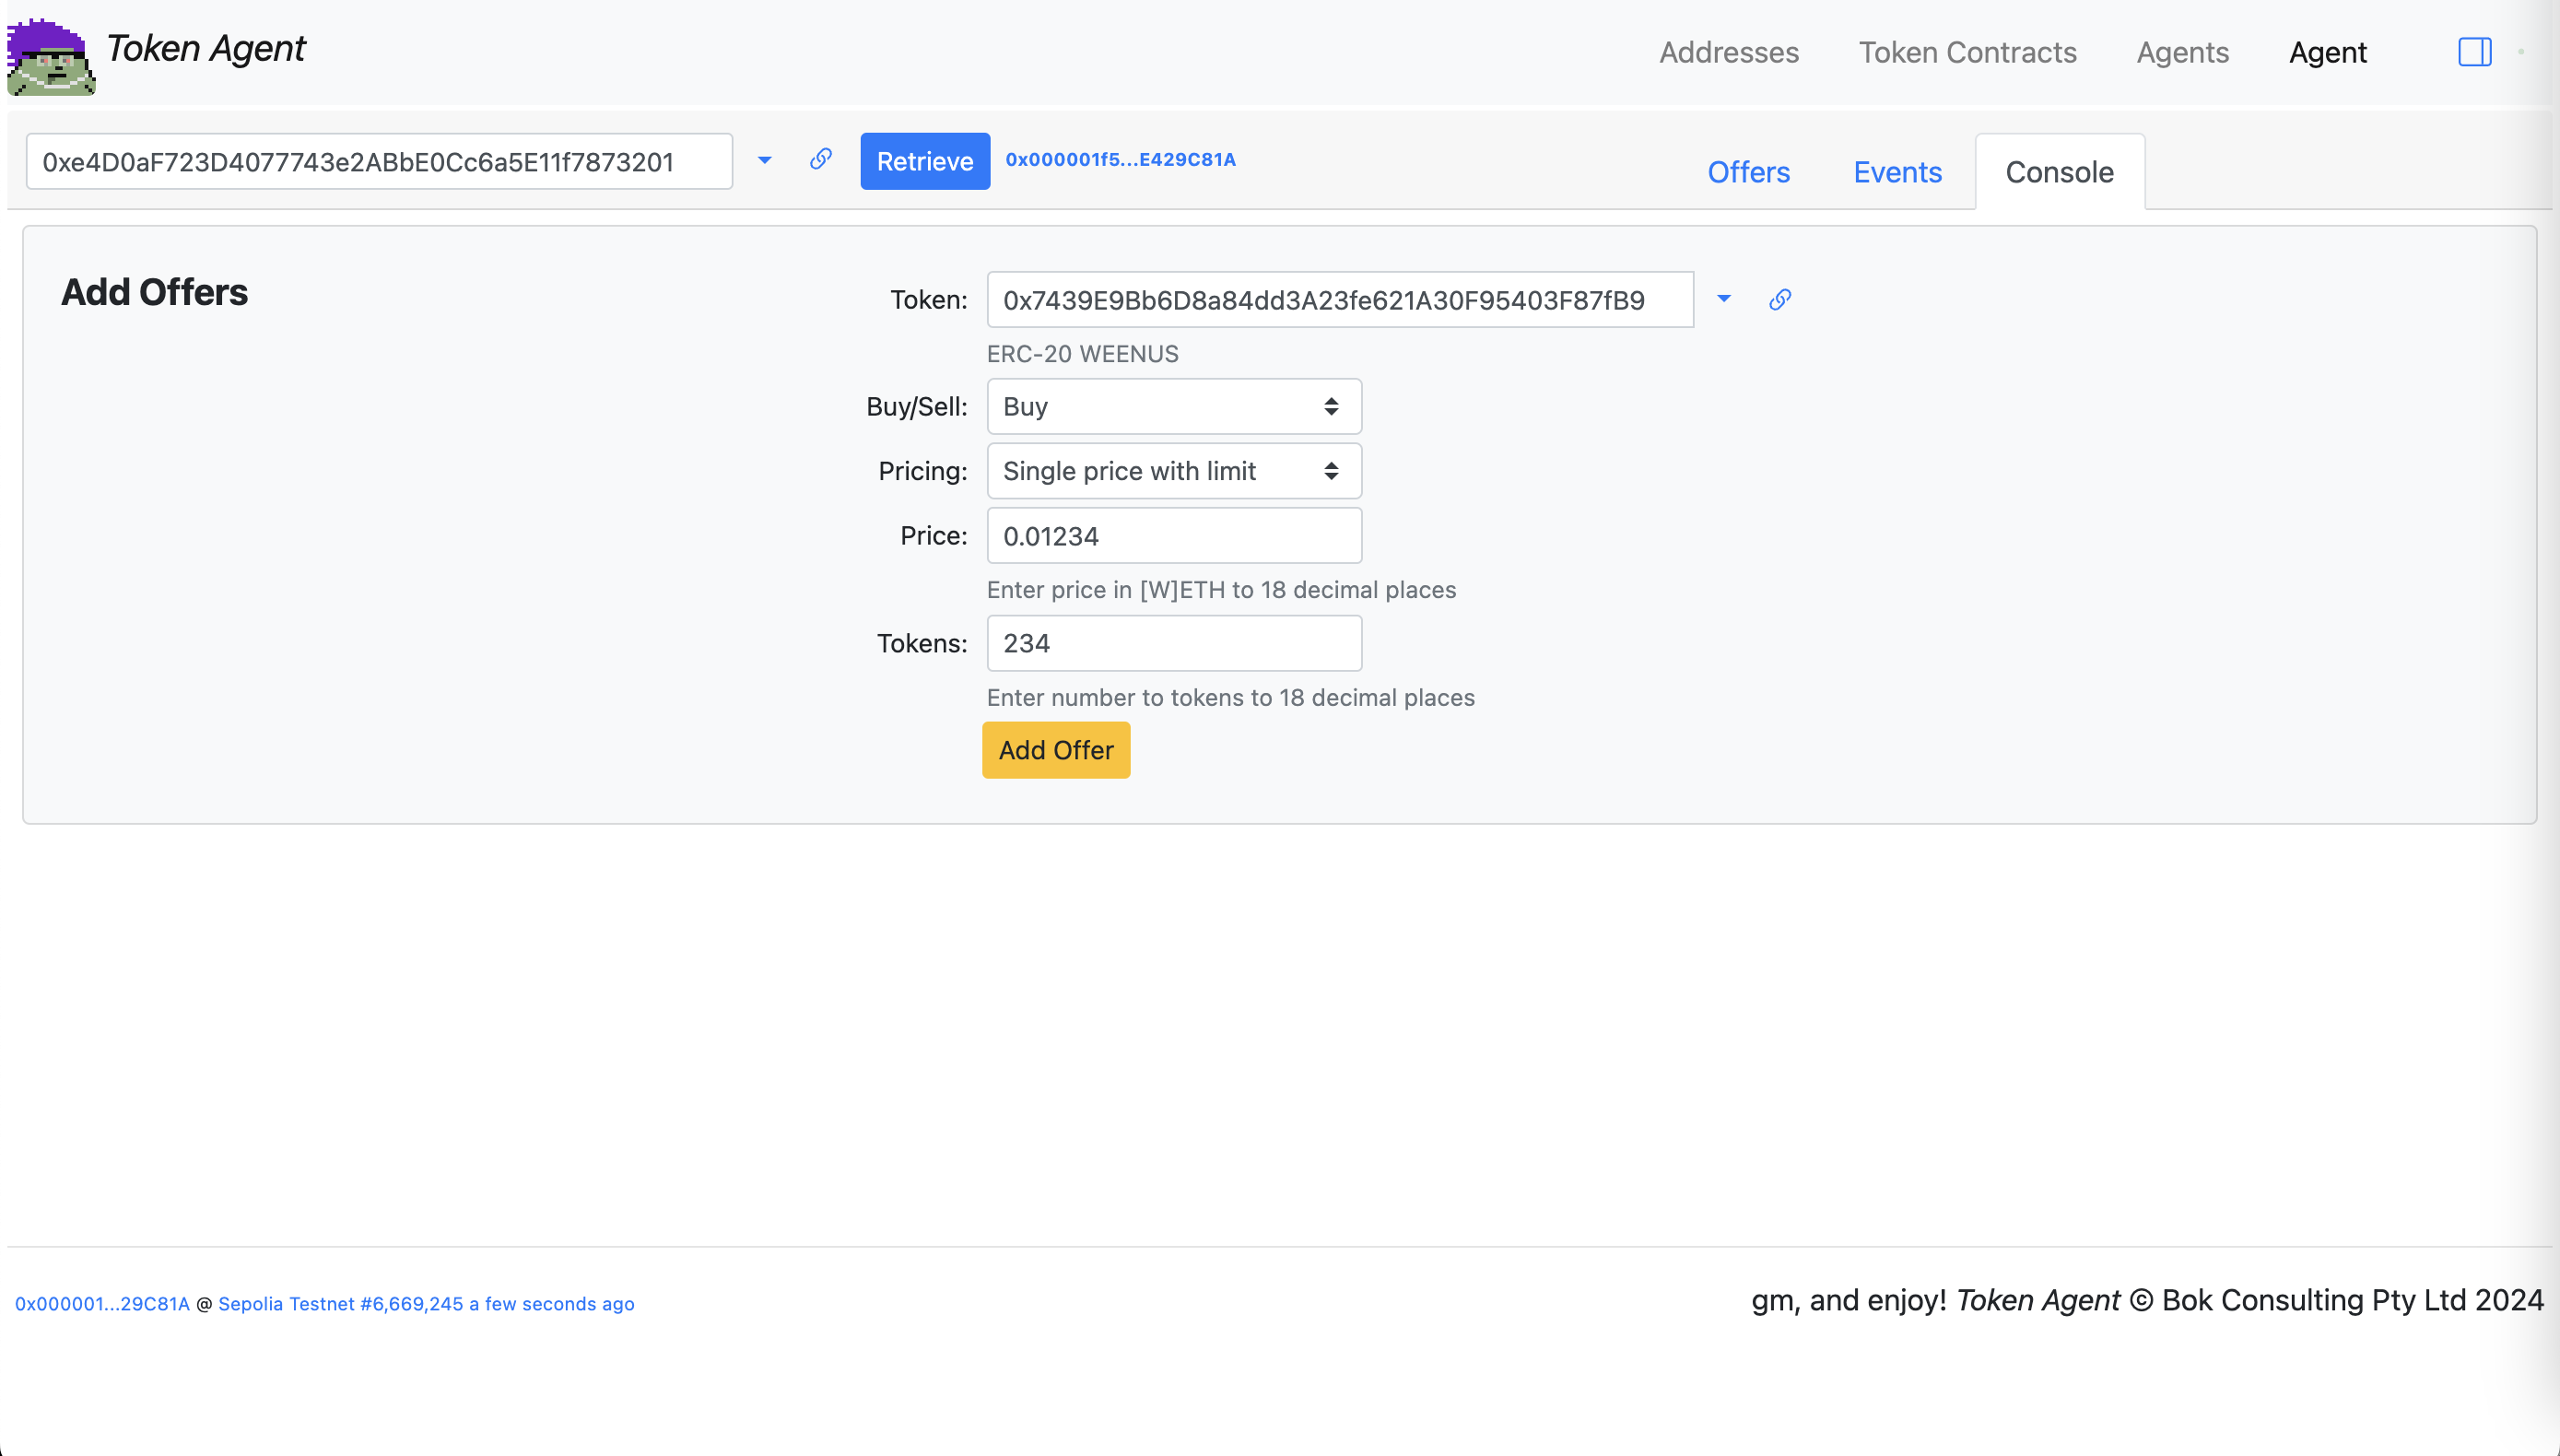 Token Agent
Addresses Token Contracts Agents Agent
0xe4D0aF723D4077743e2ABbE0Cc6a5E11f7873201 Retrieve 0x000001f5...E429C81A Offers Events Console
Add Offers
Token: 0x7439E9Bb6D8a84dd3A23fe621A30F95403F87fB9
ERC-20 WEENUS
Buy/Sell: Buy
Pricing: Single price with limit
Price: 0.01234
Enter price in [W]ETH to 18 decimal places
Tokens: 234
Enter number to tokens to 18 decimal places
Add Offer
0x000001...29C81A @ Sepolia Testnet #6,669,245 a few seconds ago
gm, and enjoy! Token Agent © Bok Consulting Pty Ltd 2024